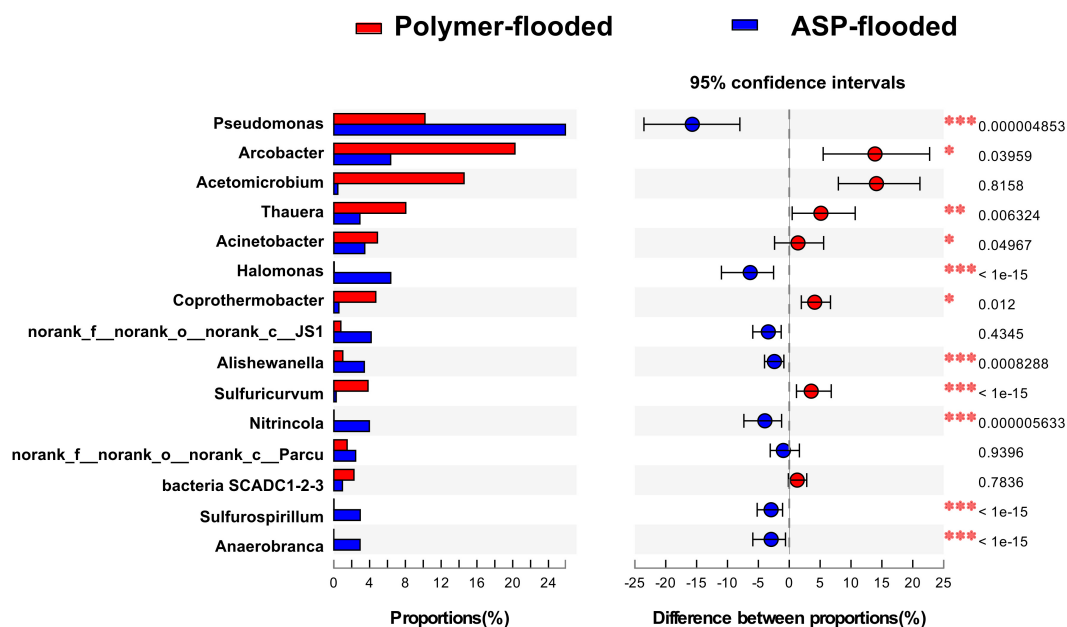 Polymer-flooded ASP-flooded
95% confidence intervals
Pseudomonas *** 0.000004853
Arcobacter * 0.03959
Acetomicrobium 0.8158
Thauera ** 0.006324
Acinetobacter * 0.04967
Halomonas *** < 1e-15
Coprothermobacter * 0.012
norank_f__norank_o__norank_c__JS1 0.4345
Alishewanella *** 0.0008288
Sulfuricurvum *** < 1e-15
Nitrincola *** 0.000005633
norank_f__norank_o__norank_c__Parcu 0.9396
bacteria SCADC1-2-3 0.7836
Sulfurospirillum *** < 1e-15
Anaerobranca *** < 1e-15
0 4 8 12 16 20 24 -25 -20 -15 -10 -5 0 5 10 15 20 25
Proportions(%) Difference between proportions(%)